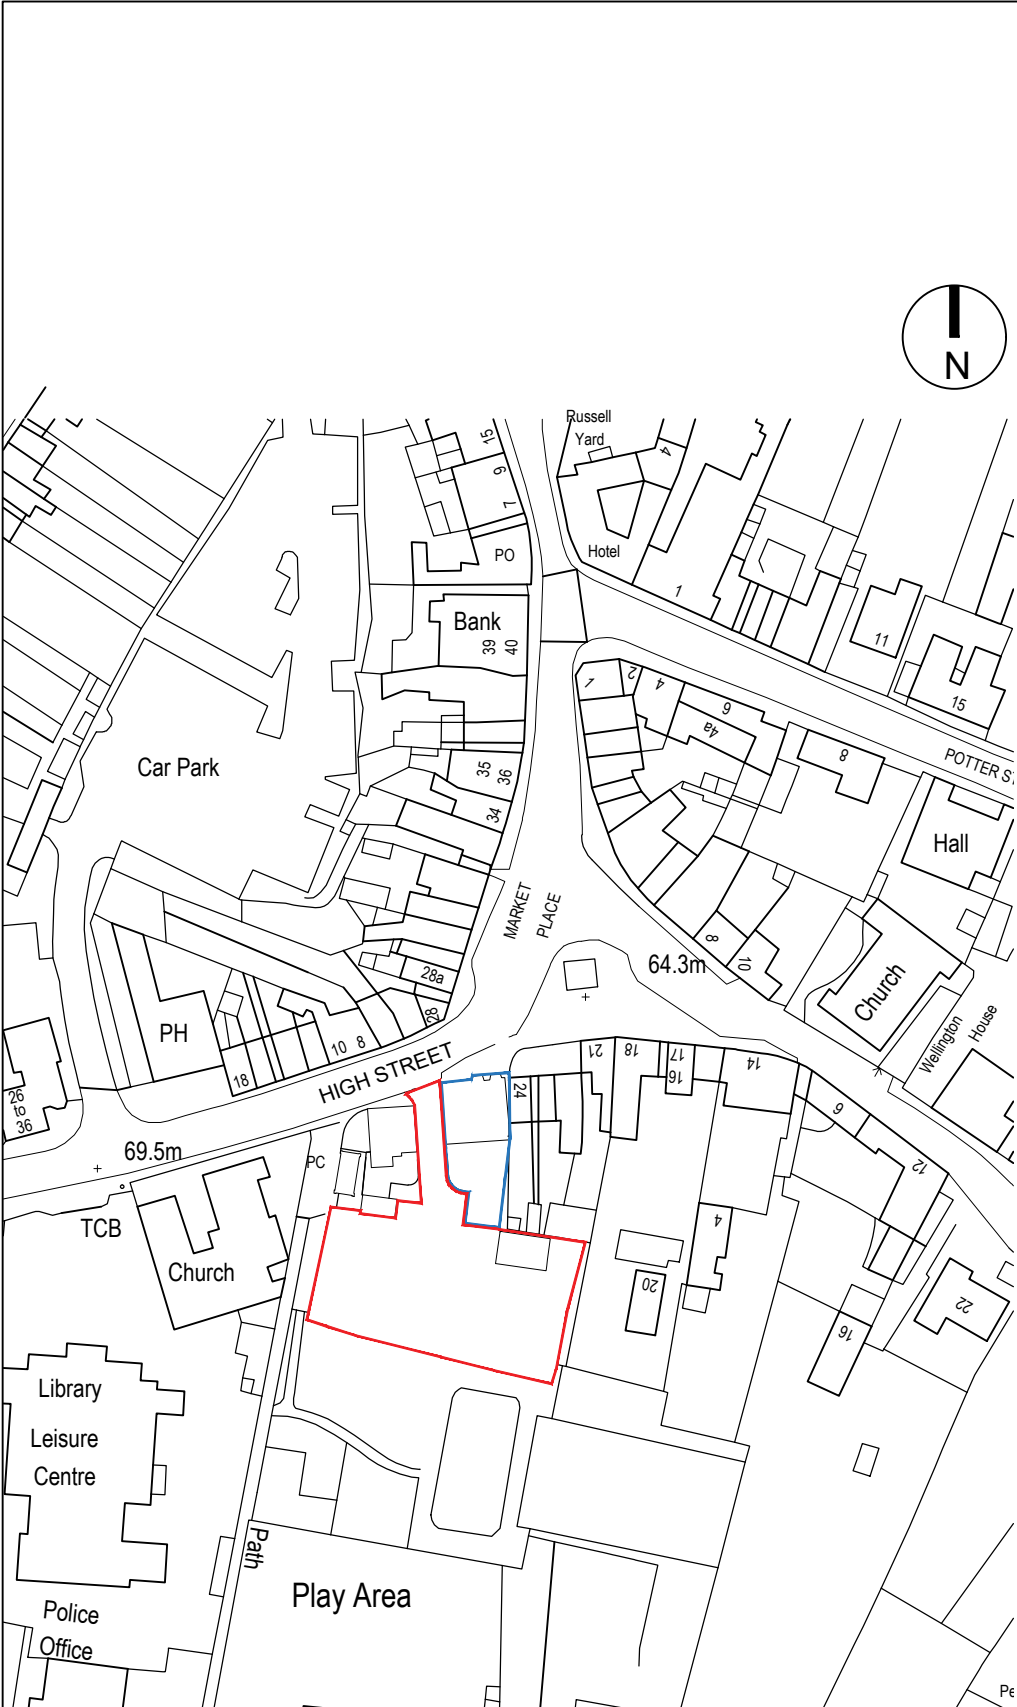 N
Russell
Yard
15
9
7
4
PO
Hotel
1
Bank
39
40
11
15
1
2
4
6
4a
8
POTTER ST
Car Park
35
36
34
Hall
MARKET
PLACE
8
10
64.3m
28a
28
Church
Wellington
House
PH
18
10 8
HIGH STREET
26
to
36
21
18
17
16
14
24
6
12
69.5m
PC
TCB
Church
4
20
22
16
Library
Leisure
Centre
Path
Play Area
Police
Office
Pe